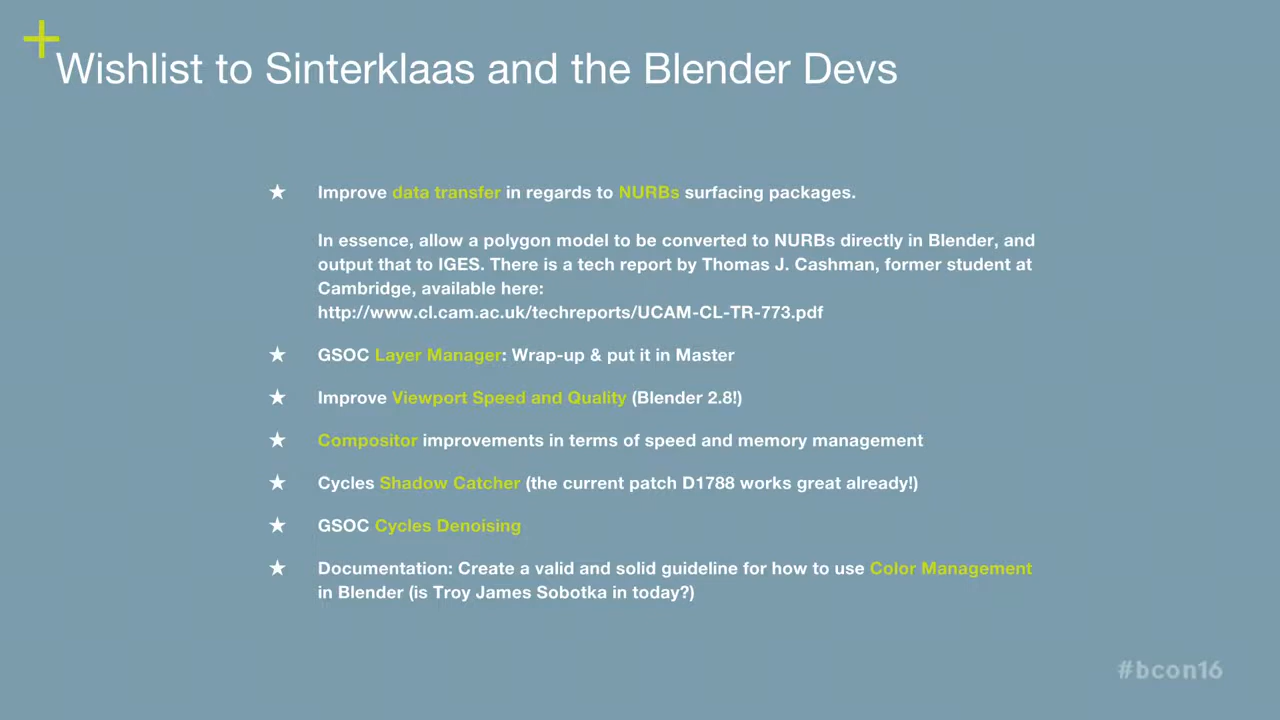 Wishlist to Sinterklaas and the Blender Devs
★ Improve data transfer in regards to NURBs surfacing packages.
In essence, allow a polygon model to be converted to NURBs directly in Blender, and
output that to IGES. There is a tech report by Thomas J. Cashman, former student at
Cambridge, available here:
http://www.cl.cam.ac.uk/techreports/UCAM-CL-TR-773.pdf
★ GSOC Layer Manager: Wrap-up & put it in Master
★ Improve Viewport Speed and Quality (Blender 2.8!)
★ Compositor improvements in terms of speed and memory management
★ Cycles Shadow Catcher (the current patch D1788 works great already!)
★ GSOC Cycles Denoising
★ Documentation: Create a valid and solid guideline for how to use Color Management
in Blender (is Troy James Sobotka in today?)
#bcon16